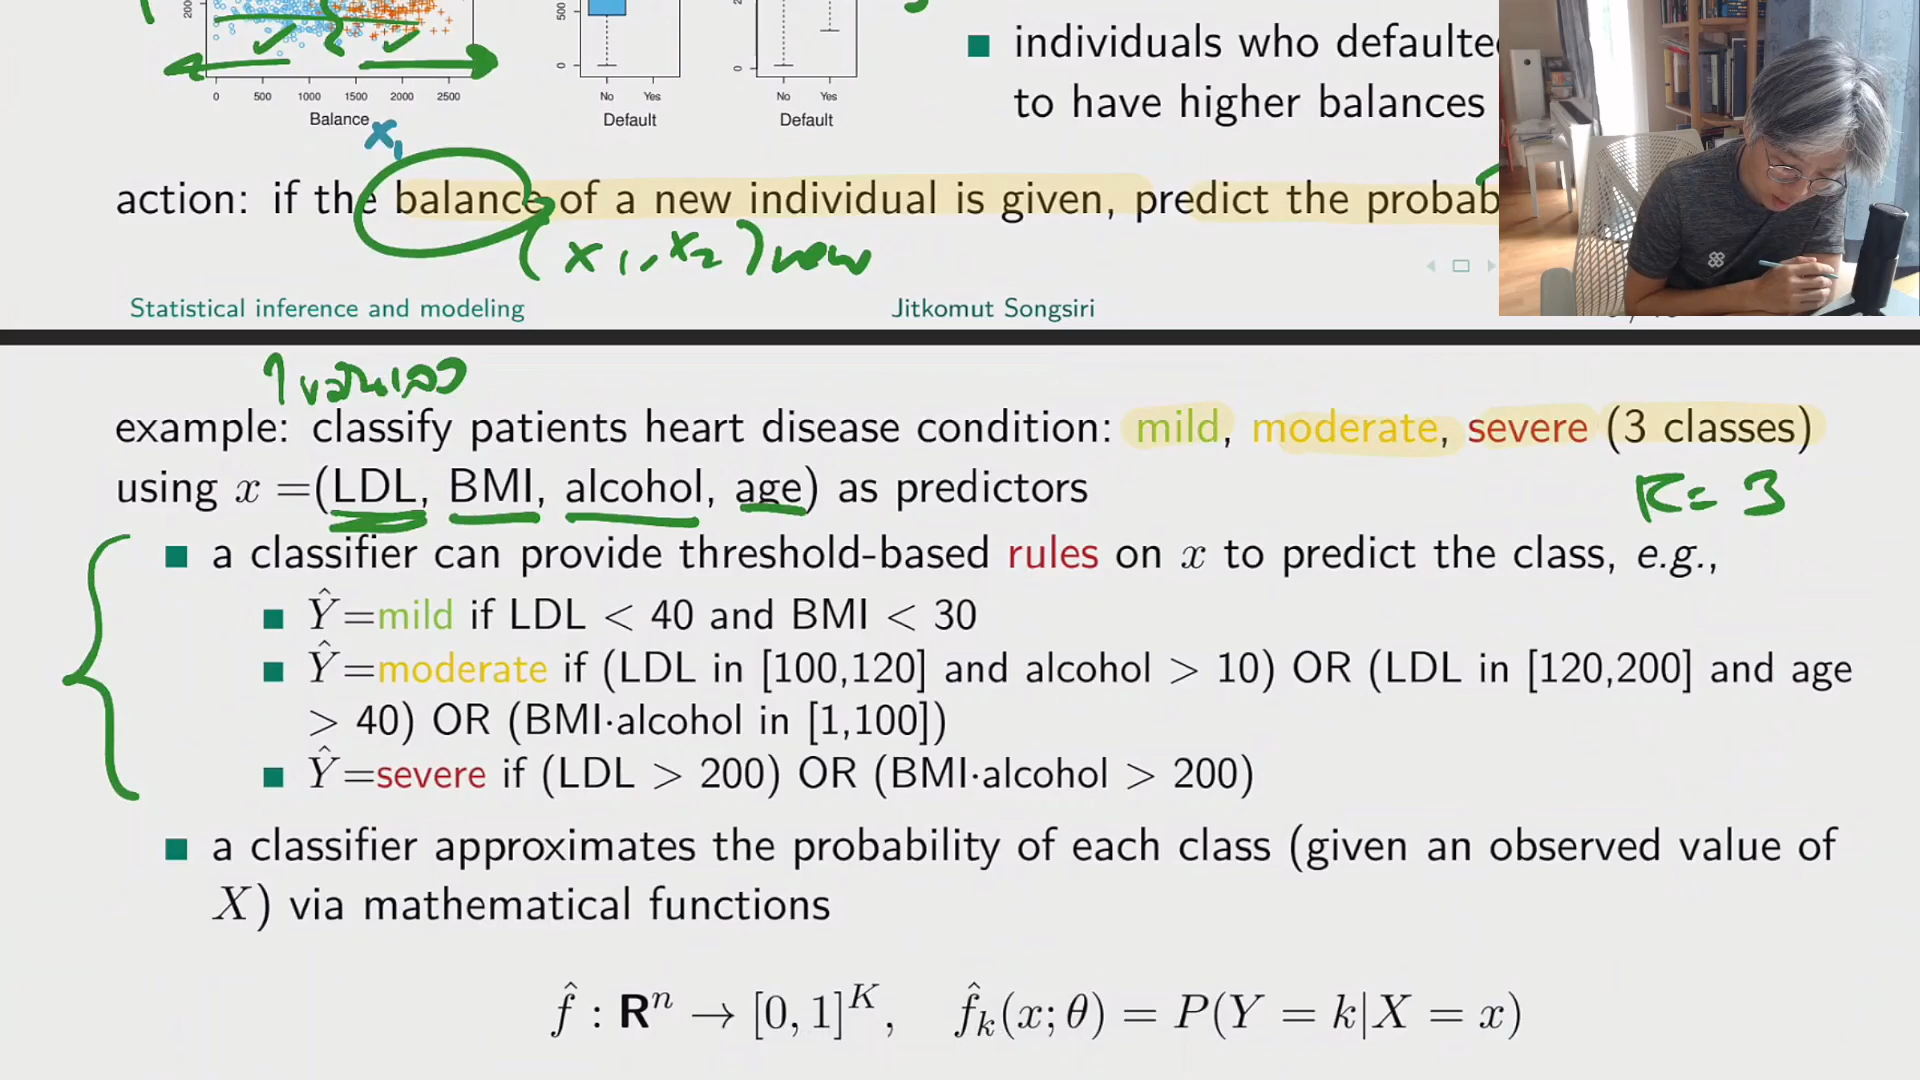 200
500
0
2
0
0 500 1000 1500 2000 2500
No Yes
No Yes
Balance
Default
Default
x₁
individuals who defaulte
to have higher balances
action: if the balance of a new individual is given, predict the probab
(x₁, x₂)new
Statistical inference and modeling
Jitkomut Songsiri
example: classify patients heart disease condition: mild, moderate, severe (3 classes)
using x =(LDL, BMI, alcohol, age) as predictors
K = 3
a classifier can provide threshold-based rules on x to predict the class, e.g.,
Ŷ=mild if LDL < 40 and BMI < 30
Ŷ=moderate if (LDL in [100,120] and alcohol > 10) OR (LDL in [120,200] and age
> 40) OR (BMI·alcohol in [1,100])
Ŷ=severe if (LDL > 200) OR (BMI·alcohol > 200)
a classifier approximates the probability of each class (given an observed value of
X) via mathematical functions
f̂ : Rⁿ → [0, 1]ᴷ, f̂ₖ(x; θ) = P(Y = k|X = x)